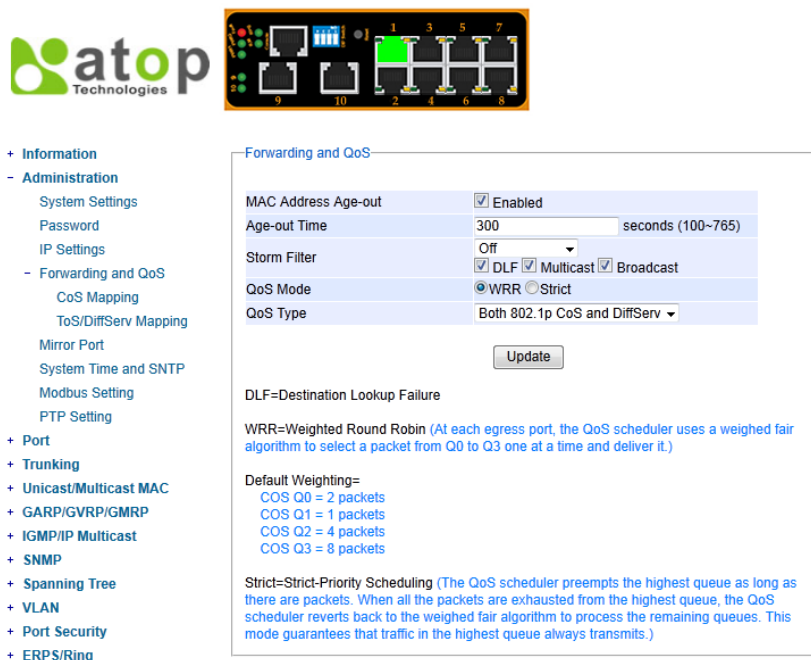 atop
Technologies
1 3 5 7
9 10 2 4 6 8
+ Information
− Administration
System Settings
Password
IP Settings
− Forwarding and QoS
CoS Mapping
ToS/DiffServ Mapping
Mirror Port
System Time and SNTP
Modbus Setting
PTP Setting
+ Port
+ Trunking
+ Unicast/Multicast MAC
+ GARP/GVRP/GMRP
+ IGMP/IP Multicast
+ SNMP
+ Spanning Tree
+ VLAN
+ Port Security
+ ERPS/Ring
Forwarding and QoS
MAC Address Age-out Enabled
Age-out Time 300 seconds (100~765)
Storm Filter Off
DLF Multicast Broadcast
QoS Mode WRR Strict
QoS Type Both 802.1p CoS and DiffServ
Update
DLF=Destination Lookup Failure
WRR=Weighted Round Robin (At each egress port, the QoS scheduler uses a weighed fair
algorithm to select a packet from Q0 to Q3 one at a time and deliver it.)
Default Weighting=
COS Q0 = 2 packets
COS Q1 = 1 packets
COS Q2 = 4 packets
COS Q3 = 8 packets
Strict=Strict-Priority Scheduling (The QoS scheduler preempts the highest queue as long as
there are packets. When all the packets are exhausted from the highest queue, the QoS
scheduler reverts back to the weighed fair algorithm to process the remaining queues. This
mode guarantees that traffic in the highest queue always transmits.)